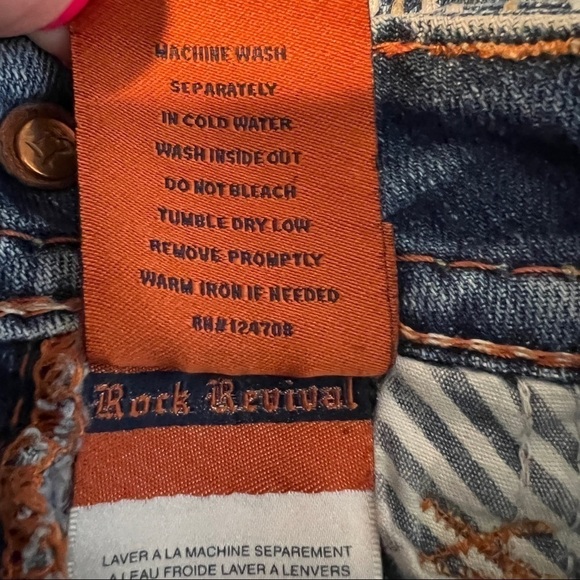 MACHINE WASH
SEPARATELY
IN COLD WATER
WASH INSIDE OUT
DO NOT BLEACH
TUMBLE DRY LOW
REMOVE PROMPTLY
WARM IRON IF NEEDED
RN# 124708
Rock Revival
LAVER A LA MACHINE SEPAREMENT
A LEAU FROIDE LAVER A LENVERS